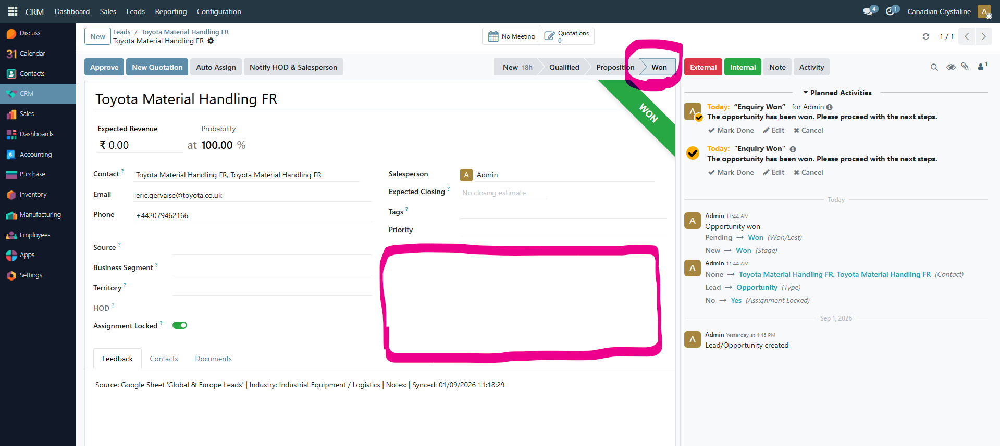 CRM Dashboard Sales Leads Reporting Configuration 4 1 Canadian Crystaline A
Discuss
Calendar
Contacts
CRM
Sales
Dashboards
Accounting
Purchase
Inventory
Manufacturing
Employees
Apps
Settings
New
Leads / Toyota Material Handling FR
Toyota Material Handling FR
No Meeting
Quotations
0
1 / 1
Approve New Quotation Auto Assign Notify HOD & Salesperson
New 18h Qualified Proposition Won
Toyota Material Handling FR
WON
Expected Revenue Probability
₹ 0.00 at 100.00 %
Contact ? Toyota Material Handling FR, Toyota Material Handling FR
Email eric.gervaise@toyota.co.uk
Phone +442079462166
Source ?
Business Segment ?
Territory ?
HOD ?
Assignment Locked ?
Salesperson A Admin
Expected Closing ? No closing estimate
Tags ?
Priority
Feedback Contacts Documents
Source: Google Sheet 'Global & Europe Leads' | Industry: Industrial Equipment / Logistics | Notes: | Synced: 01/09/2026 11:18:29
External Internal Note Activity 1
Planned Activities
A Today: “Enquiry Won” for Admin
The opportunity has been won. Please proceed with the next steps.
Mark Done Edit Cancel
Today: “Enquiry Won”
The opportunity has been won. Please proceed with the next steps.
Mark Done Edit Cancel
Today
A Admin 11:44 AM
Opportunity won
Pending → Won (Won/Lost)
New → Won (Stage)
A Admin 11:44 AM
None → Toyota Material Handling FR, Toyota Material Handling FR (Contact)
Lead → Opportunity (Type)
No → Yes (Assignment Locked)
Sep 1, 2026
A Admin Yesterday at 4:46 PM
Lead/Opportunity created